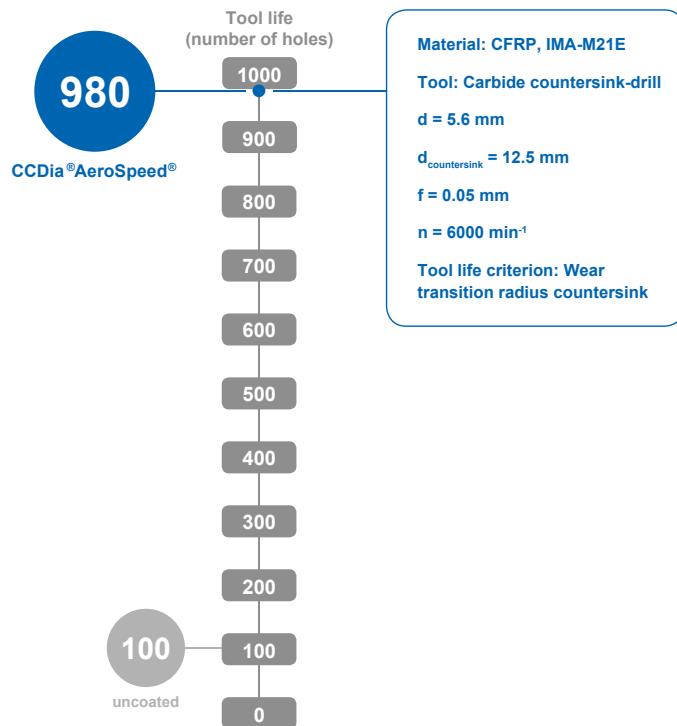 Tool life
(number of holes)
980
CCDia®AeroSpeed®
1000
900
800
700
600
500
400
300
200
100
0
100
uncoated
Material: CFRP, IMA-M21E
Tool: Carbide countersink-drill
d = 5.6 mm
dcountersink = 12.5 mm
f = 0.05 mm
n = 6000 min-1
Tool life criterion: Wear
transition radius countersink